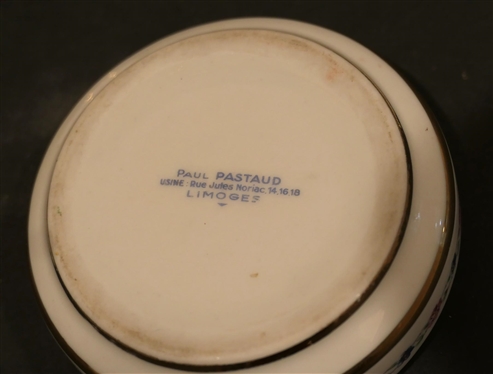 PAUL PASTAUD
USINE: Rue Jules Noriac, 14.16.18
LIMOGES